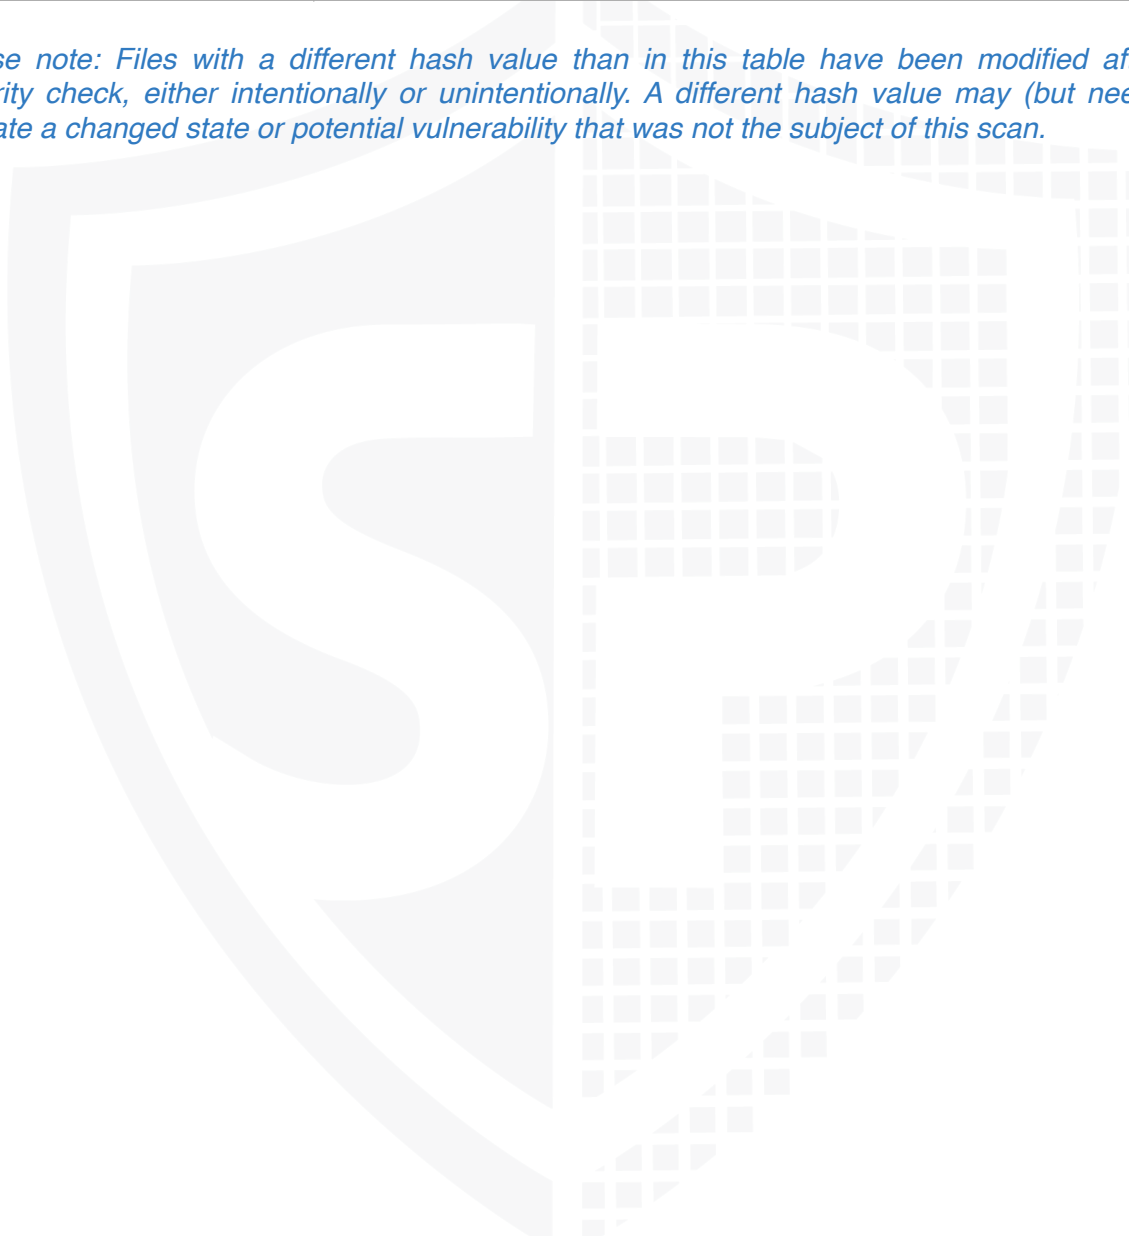 se note: Files with a different hash value than in this table have been modified af
rity check, either intentionally or unintentionally. A different hash value may (but nee
ate a changed state or potential vulnerability that was not the subject of this scan.
SP